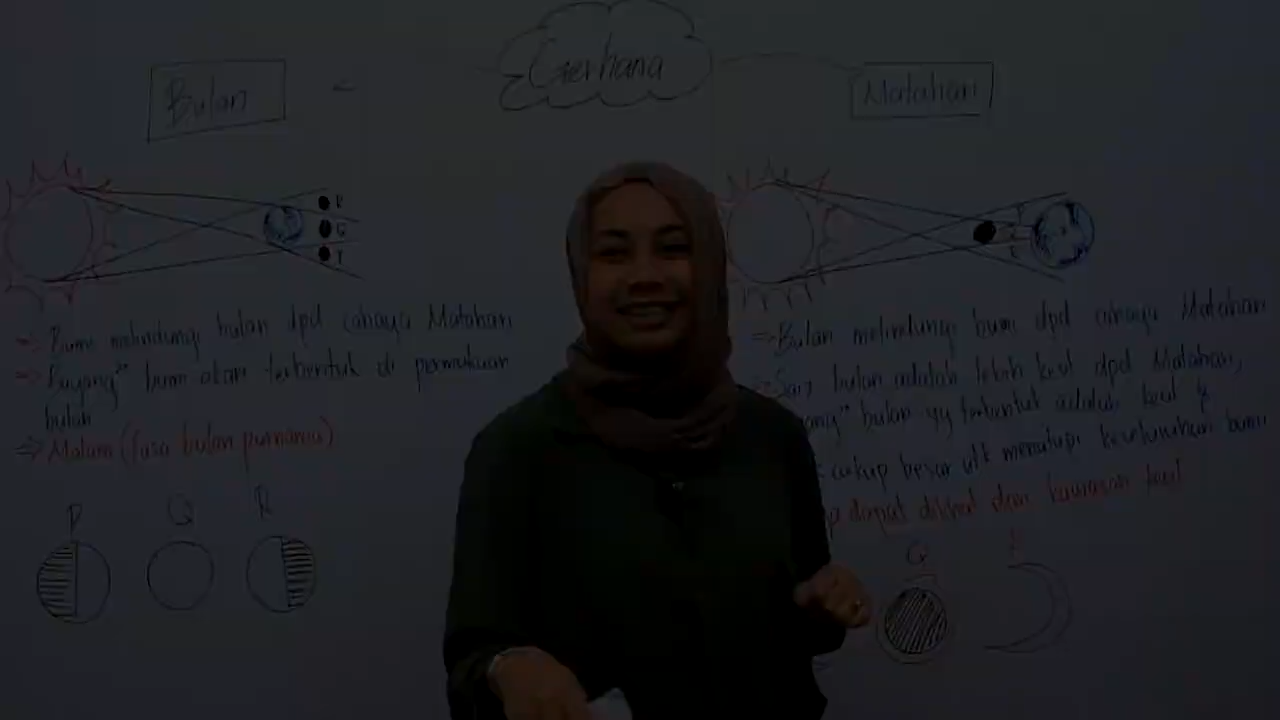 Gerhana
Bulan
Matahari
P
Q
=> Bumi melindungi bulan dpd cahaya Matahari
=> Bayang" bumi akan terbentuk di permukaan
bulan
=> Malam (fasa bulan purnama)
P Q R
=> Bulan melindungi bumi dpd cahaya Matahari
Saiz bulan adalah lebih kecil dpd Matahari,
bulan yg terbentuk adalah kecil &
cukup besar utk menutupi keseluruhan bumi
dapat dilihat dari kawasan kecil
Q